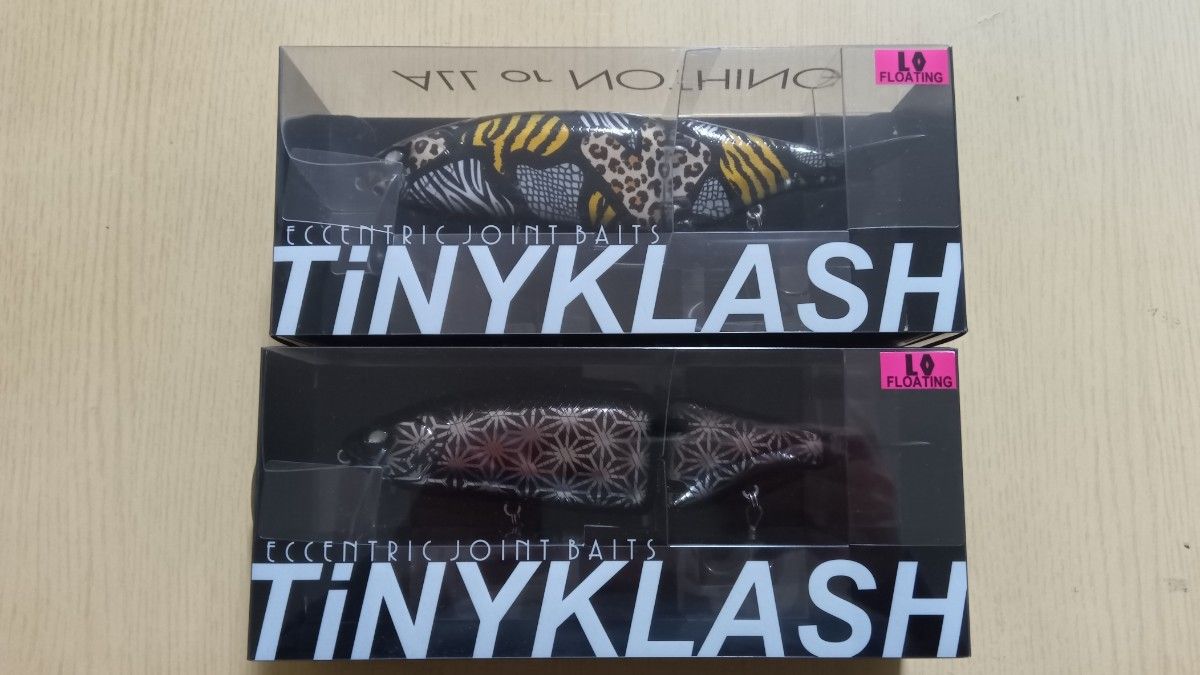 ALL or NOTHING
LO
FLOATING
ECCENTRIC JOINT BAITS
TiNYKLASH
LO
FLOATING
ECCENTRIC JOINT BAITS
TiNYKLASH